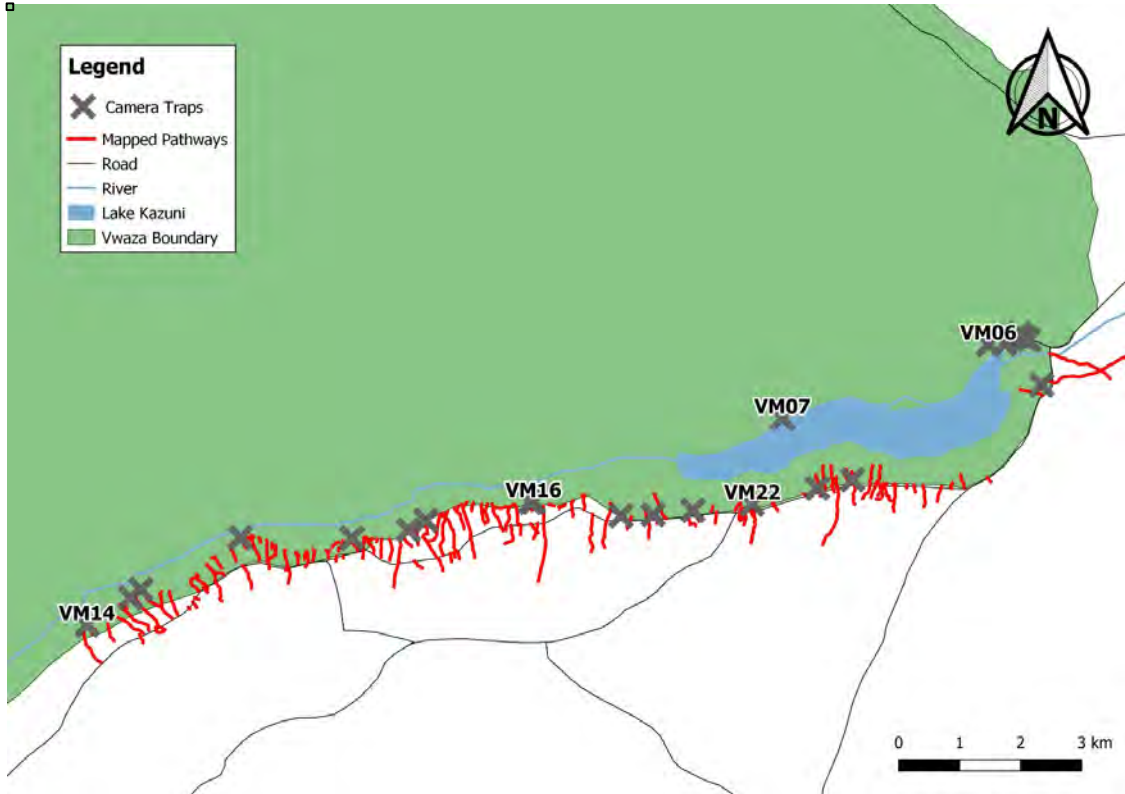 Legend
Camera Traps
Mapped Pathways
Road
River
Lake Kazuni
Vwaza Boundary
N
VM06
VM07
VM16
VM22
VM14
0 1 2 3 km